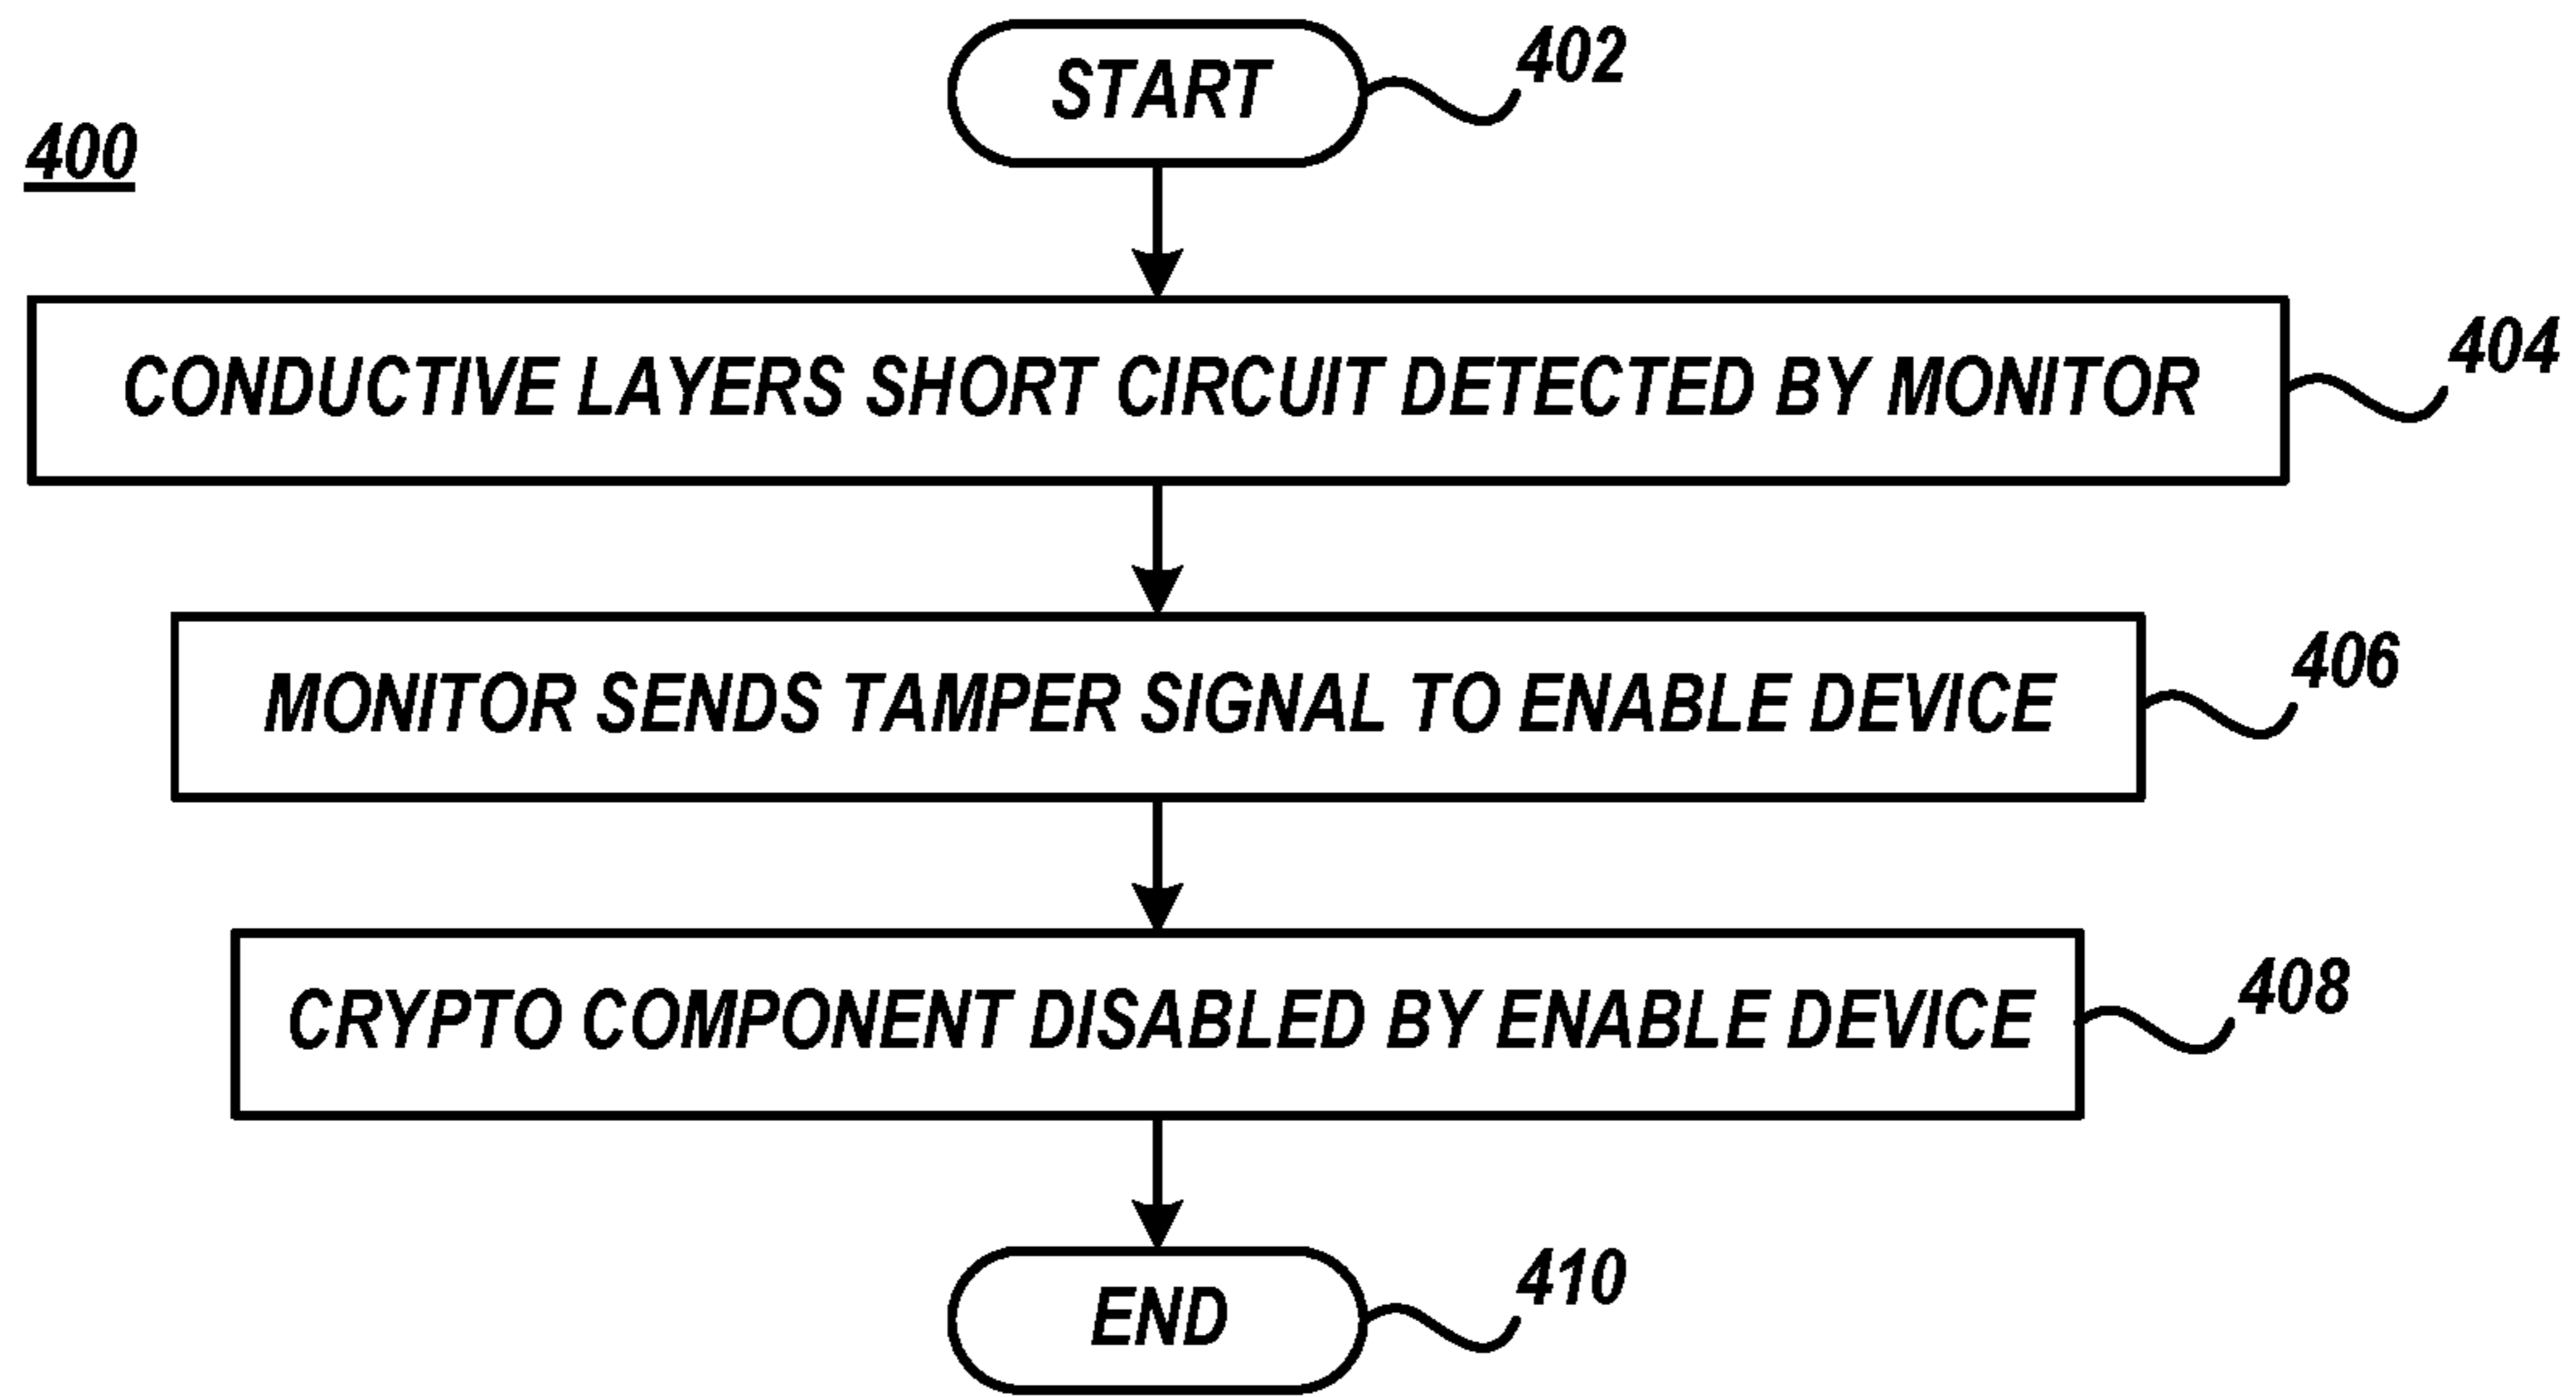 START
402
400
CONDUCTIVE LAYERS SHORT CIRCUIT DETECTED BY MONITOR
404
MONITOR SENDS TAMPER SIGNAL TO ENABLE DEVICE
406
CRYPTO COMPONENT DISABLED BY ENABLE DEVICE
408
END
410